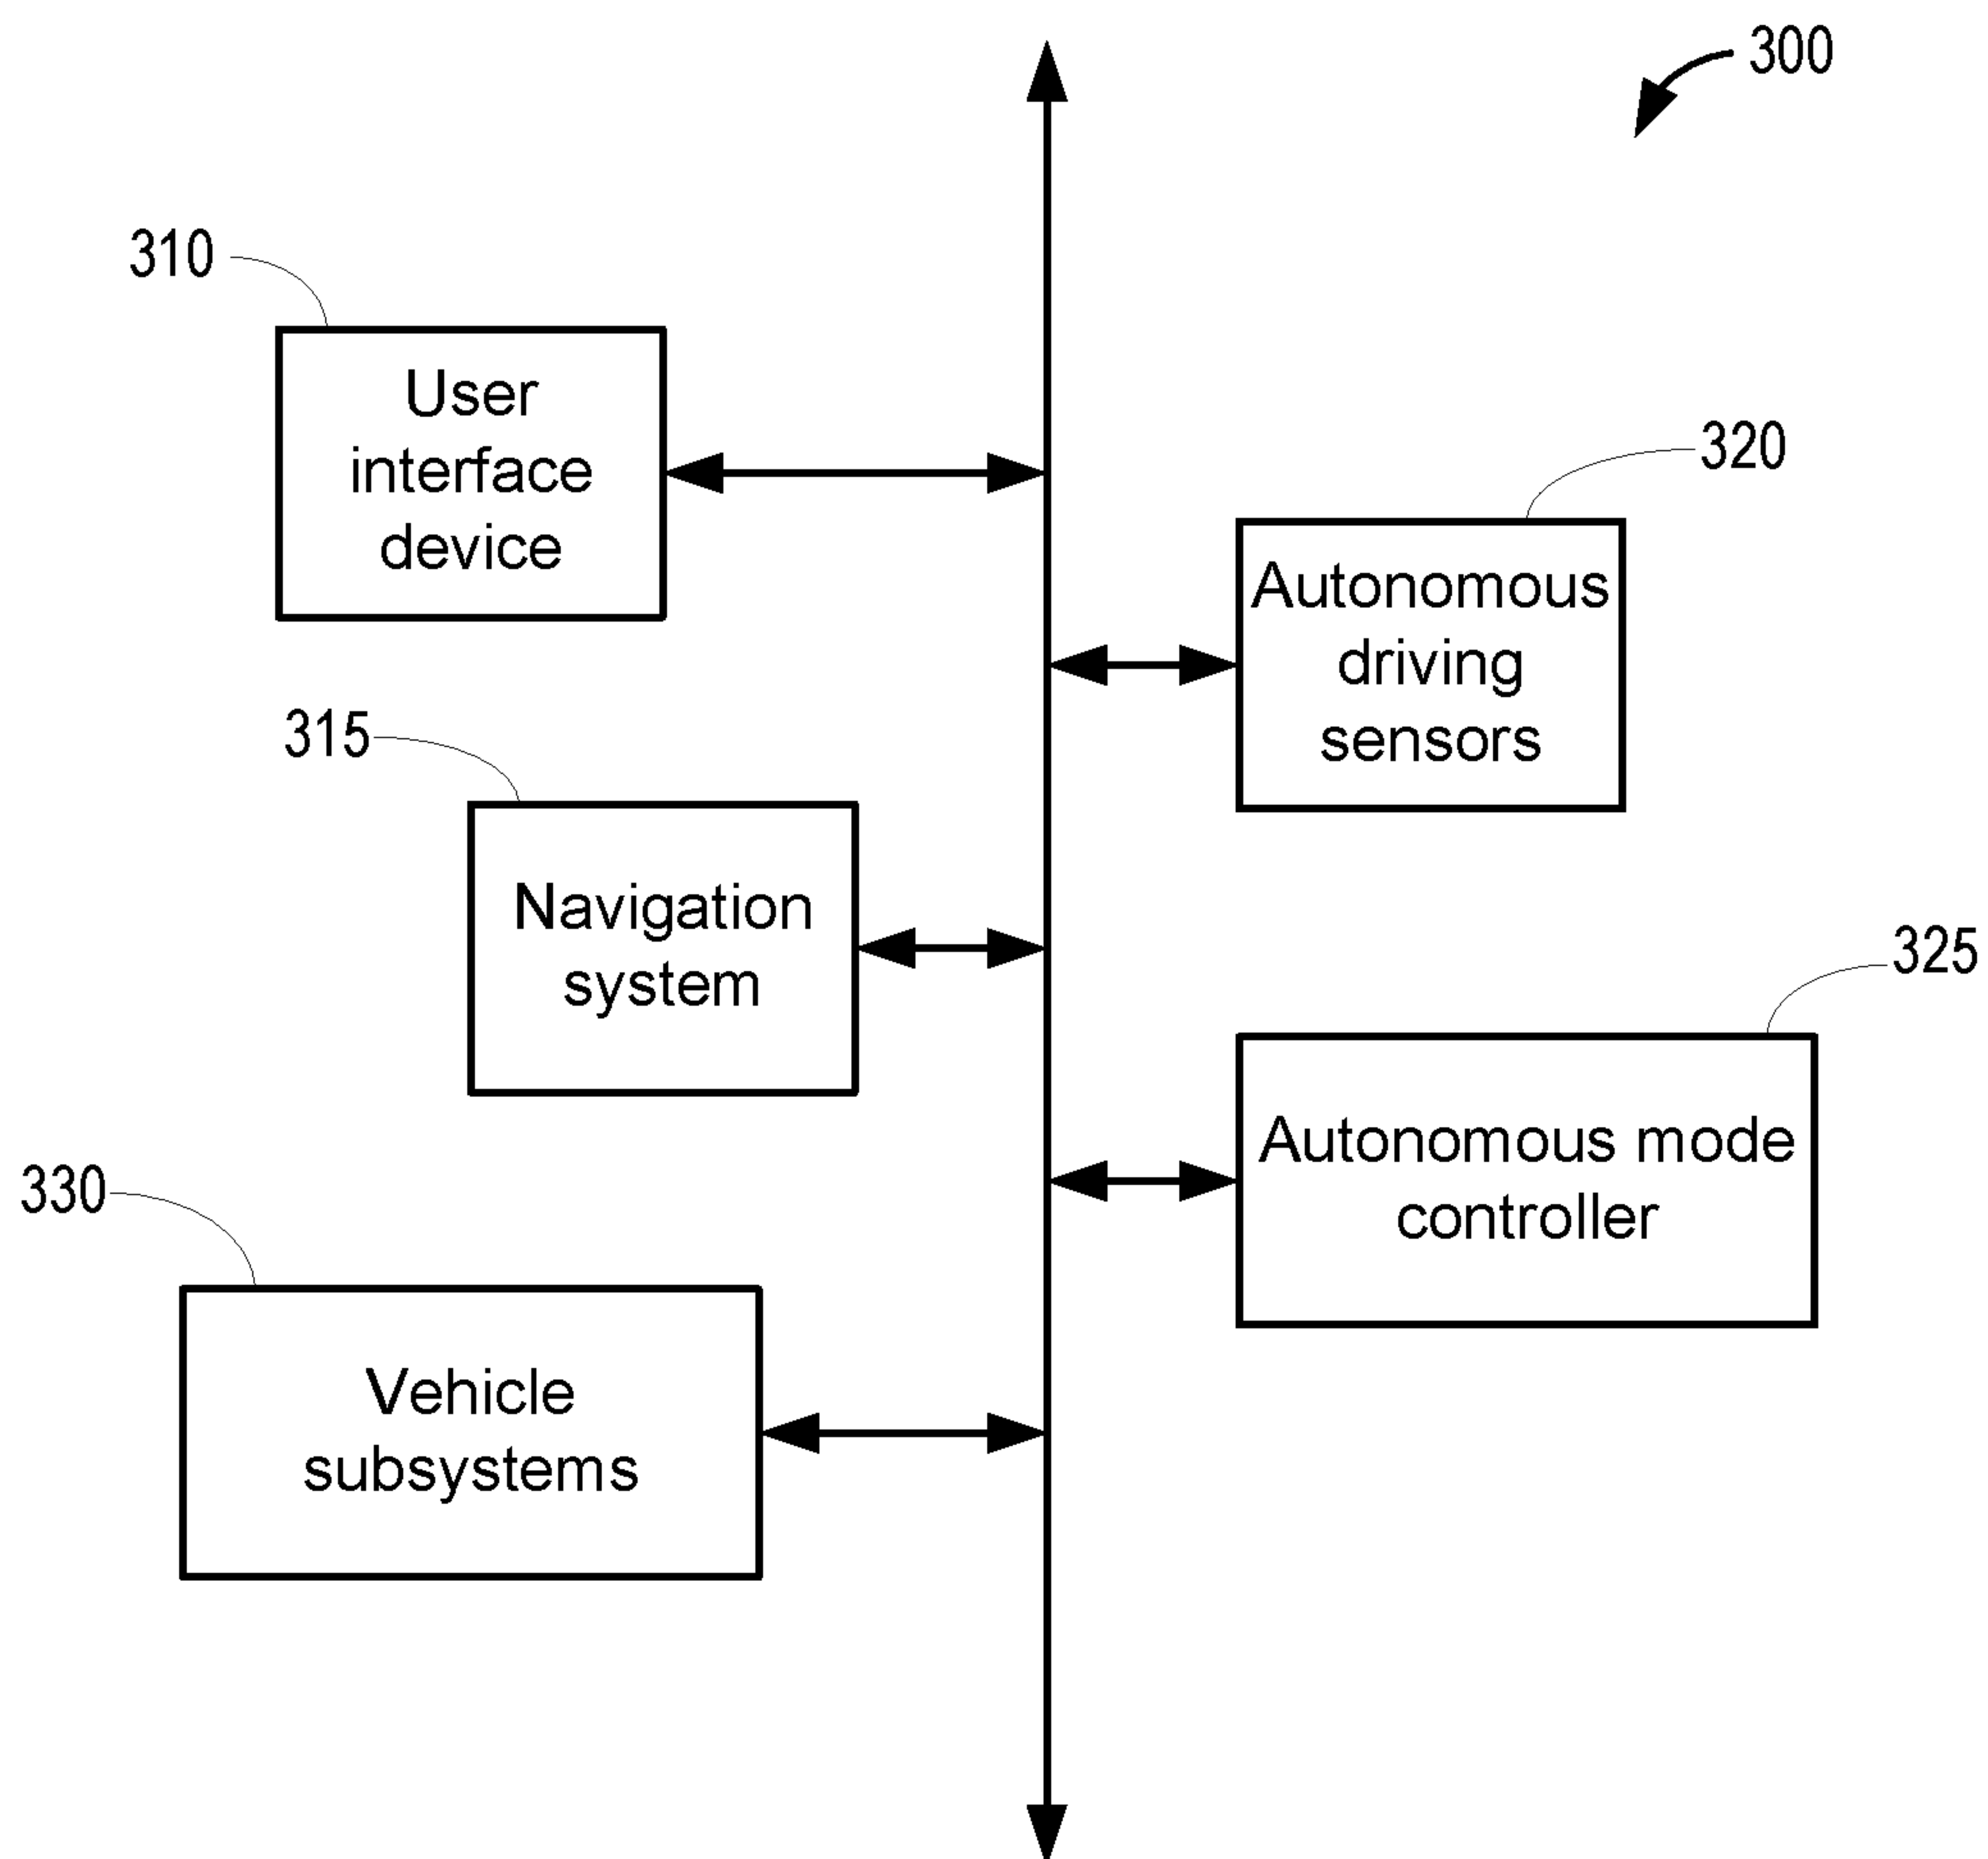 300
310
User
interface
device
320
Autonomous
driving
sensors
315
Navigation
system
325
Autonomous mode
controller
330
Vehicle
subsystems